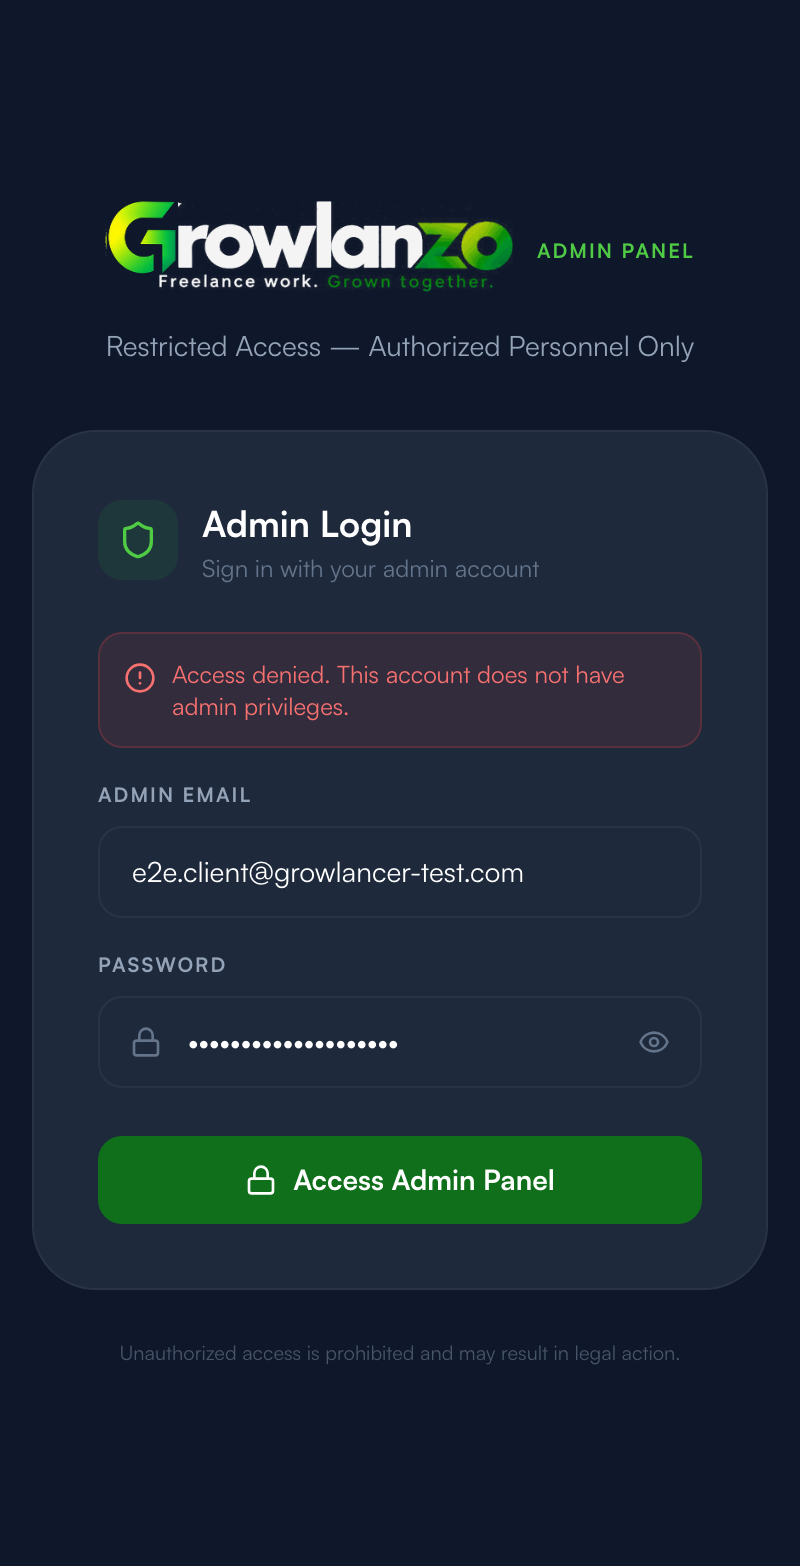 Growlanzo
Freelance work. Grown together.
ADMIN PANEL
Restricted Access — Authorized Personnel Only
Admin Login
Sign in with your admin account
Access denied. This account does not have
admin privileges.
ADMIN EMAIL
e2e.client@growlancer-test.com
PASSWORD
••••••••••••••••••••
Access Admin Panel
Unauthorized access is prohibited and may result in legal action.